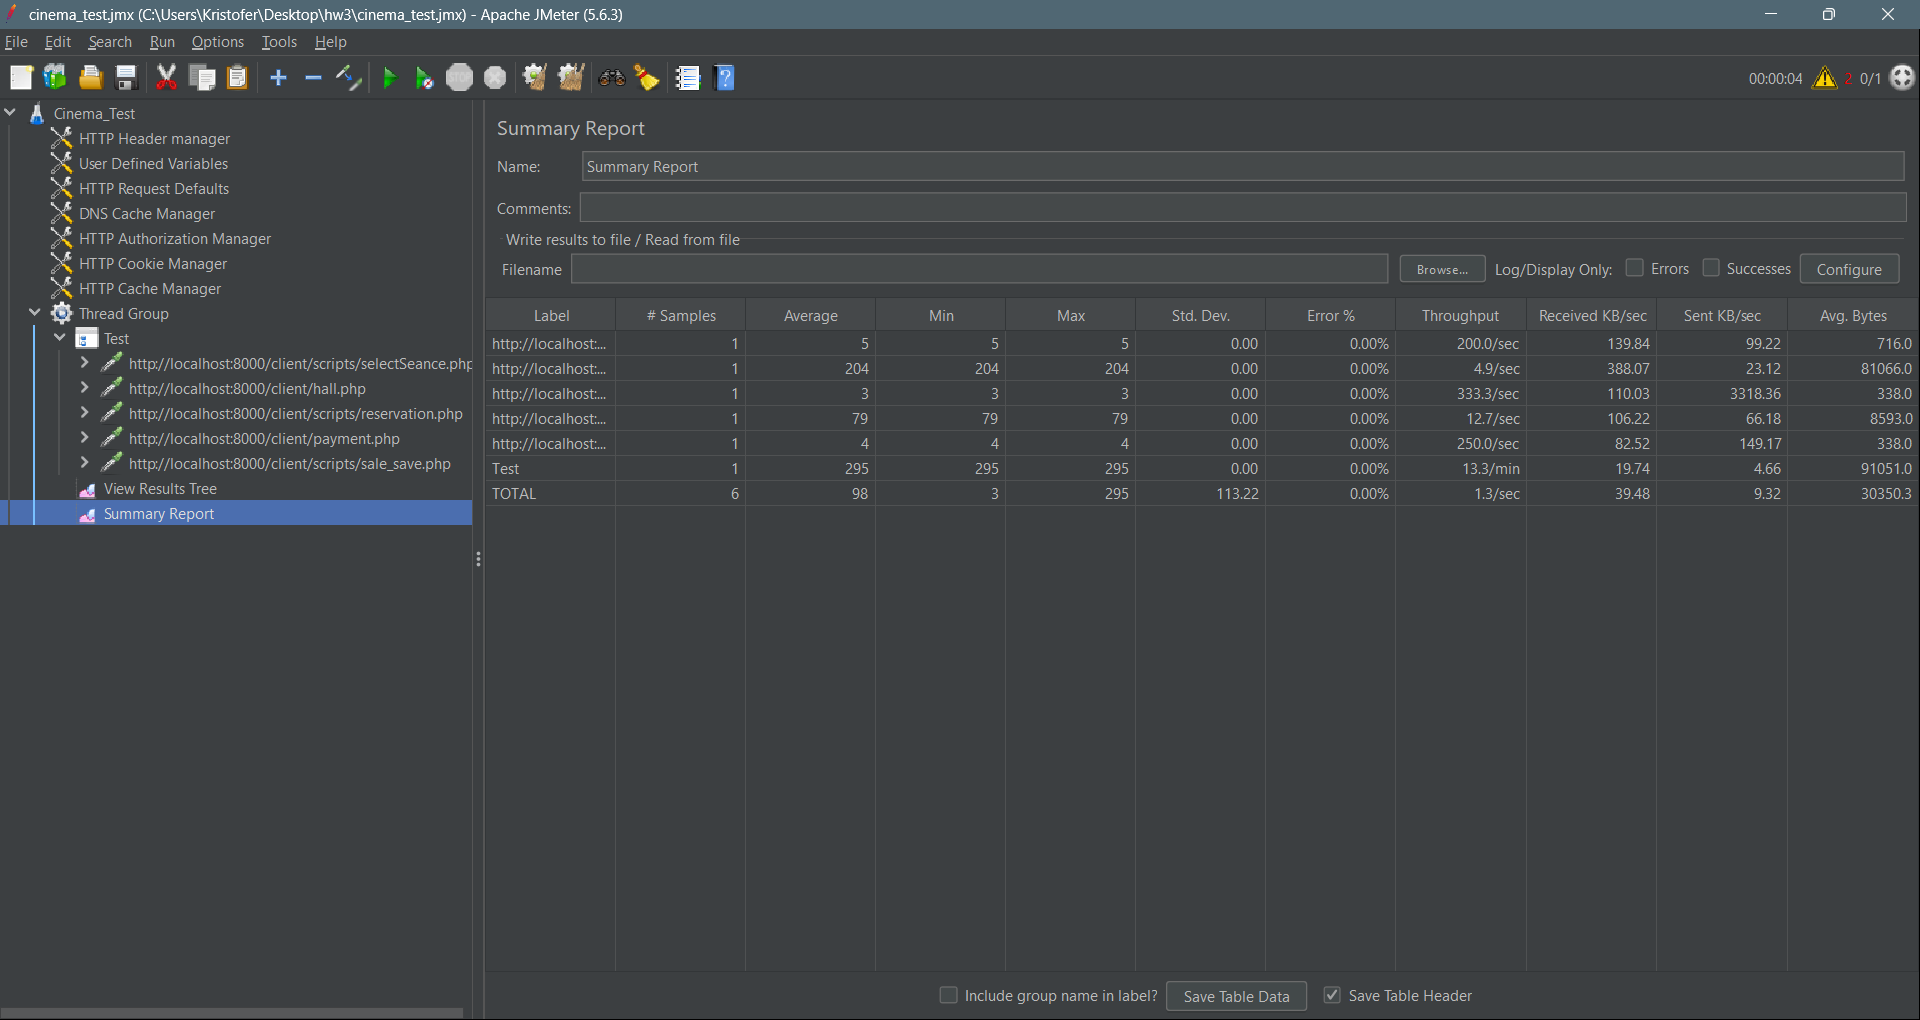 cinema_test.jmx (C:\Users\Kristofer\Desktop\hw3\cinema_test.jmx) - Apache JMeter (5.6.3)
File Edit Search Run Options Tools Help
STOP
00:00:04 2 0/1
Cinema_Test
HTTP Header manager
User Defined Variables
HTTP Request Defaults
DNS Cache Manager
HTTP Authorization Manager
HTTP Cookie Manager
HTTP Cache Manager
Thread Group
Test
http://localhost:8000/client/scripts/selectSeance.php
http://localhost:8000/client/hall.php
http://localhost:8000/client/scripts/reservation.php
http://localhost:8000/client/payment.php
http://localhost:8000/client/scripts/sale_save.php
View Results Tree
Summary Report
Summary Report
Name: Summary Report
Comments:
Write results to file / Read from file
Filename Browse... Log/Display Only: Errors Successes Configure
Label # Samples Average Min Max Std. Dev. Error % Throughput Received KB/sec Sent KB/sec Avg. Bytes
http://localhost:... 1 5 5 5 0.00 0.00% 200.0/sec 139.84 99.22 716.0
http://localhost:... 1 204 204 204 0.00 0.00% 4.9/sec 388.07 23.12 81066.0
http://localhost:... 1 3 3 3 0.00 0.00% 333.3/sec 110.03 3318.36 338.0
http://localhost:... 1 79 79 79 0.00 0.00% 12.7/sec 106.22 66.18 8593.0
http://localhost:... 1 4 4 4 0.00 0.00% 250.0/sec 82.52 149.17 338.0
Test 1 295 295 295 0.00 0.00% 13.3/min 19.74 4.66 91051.0
TOTAL 6 98 3 295 113.22 0.00% 1.3/sec 39.48 9.32 30350.3
Include group name in label? Save Table Data Save Table Header